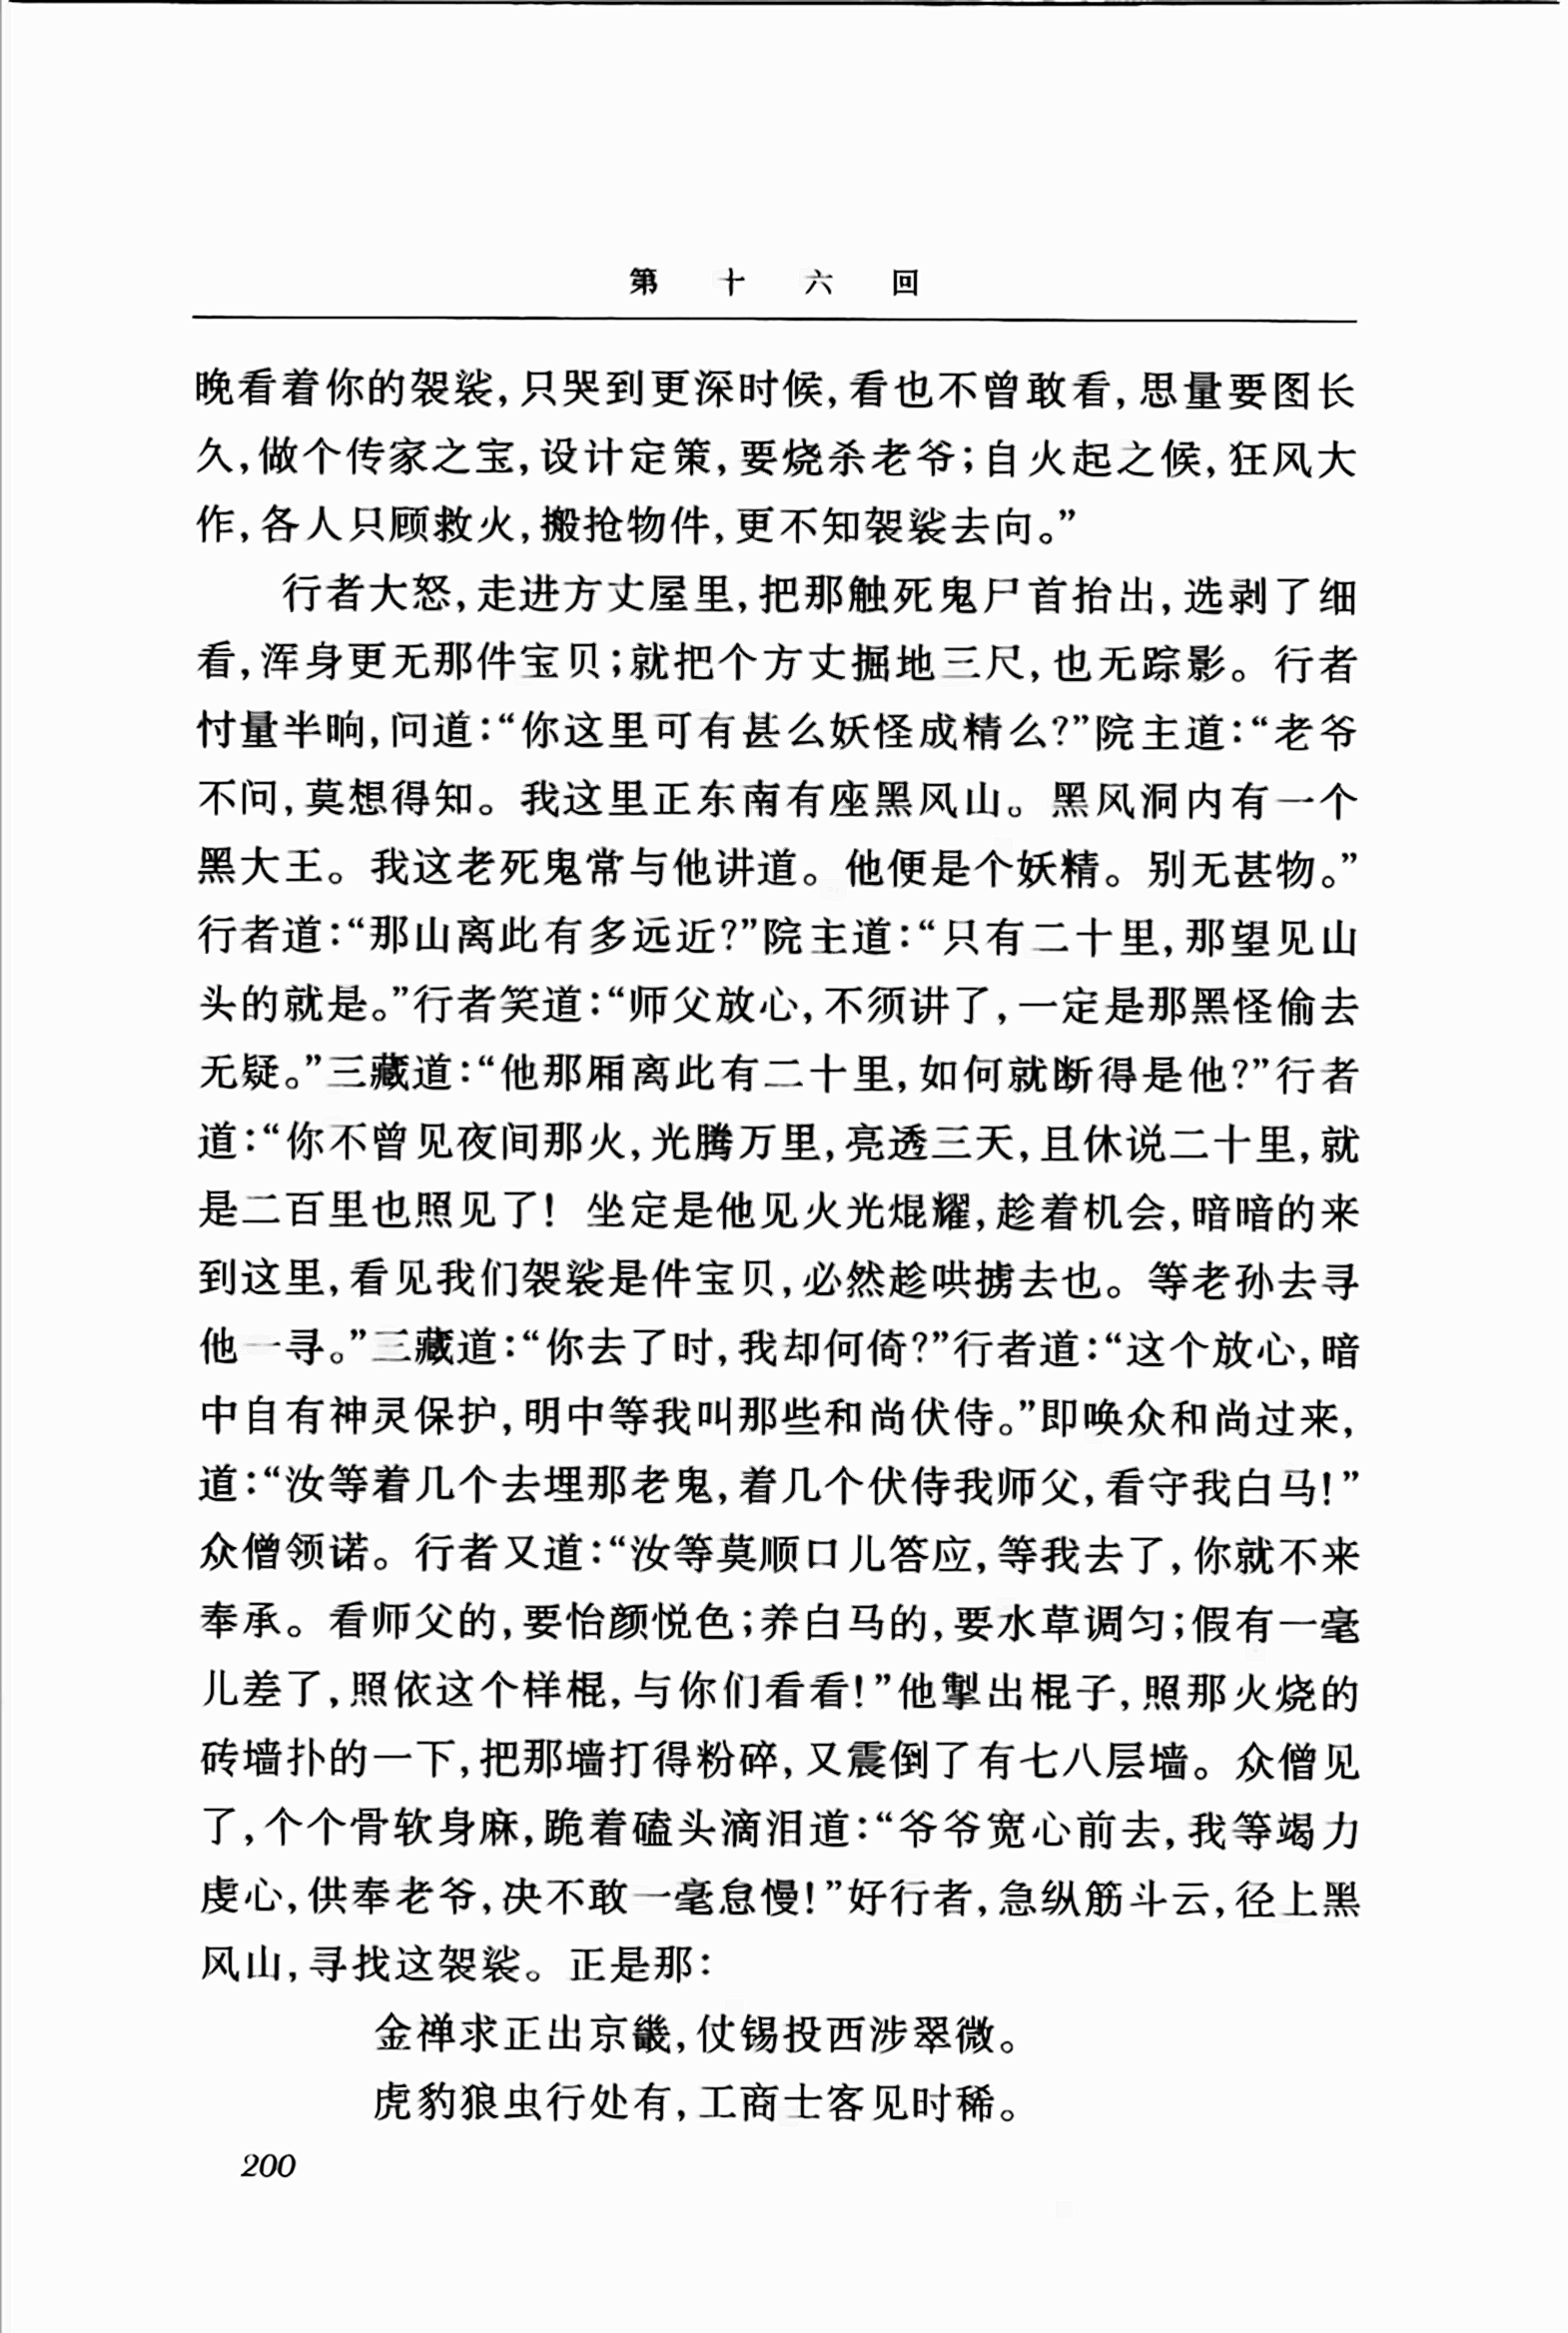 第十六回
晚看着你的袈裟,只哭到更深时候,看也不曾敢看,思量要图长
久,做个传家之宝,设计定策,要烧杀老爷;自火起之候,狂风大
作,各人只顾救火,搬抢物件,更不知袈裟去向。”
行者大怒,走进方丈屋里,把那触死鬼尸首抬出,选剥了细
看,浑身更无那件宝贝;就把个方丈掘地三尺,也无踪影。行者
忖量半晌,问道:“你这里可有甚么妖怪成精么?”院主道:“老爷
不问,莫想得知。我这里正东南有座黑风山。黑风洞内有一个
黑大王。我这老死鬼常与他讲道。他便是个妖精。别无甚物。”
行者道:“那山离此有多远近?”院主道:“只有二十里,那望见山
头的就是。”行者笑道:“师父放心,不须讲了,一定是那黑怪偷去
无疑。”三藏道:“他那厢离此有二十里,如何就断得是他?”行者
道:“你不曾见夜间那火,光腾万里,亮透三天,且休说二十里,就
是二百里也照见了! 坐定是他见火光焜耀,趁着机会,暗暗的来
到这里,看见我们袈裟是件宝贝,必然趁哄掳去也。等老孙去寻
他一寻。”三藏道:“你去了时,我却何倚?”行者道:“这个放心,暗
中自有神灵保护,明中等我叫那些和尚伏侍。”即唤众和尚过来,
道:“汝等着几个去埋那老鬼,着几个伏侍我师父,看守我白马!”
众僧领诺。行者又道:“汝等莫顺口儿答应,等我去了,你就不来
奉承。看师父的,要怡颜悦色;养白马的,要水草调匀;假有一毫
儿差了,照依这个样棍,与你们看看!”他掣出棍子,照那火烧的
砖墙扑的一下,把那墙打得粉碎,又震倒了有七八层墙。众僧见
了,个个骨软身麻,跪着磕头滴泪道:“爷爷宽心前去,我等竭力
虔心,供奉老爷,决不敢一毫怠慢!”好行者,急纵筋斗云,径上黑
风山,寻找这袈裟。正是那:
金禅求正出京畿,仗锡投西涉翠微。
虎豹狼虫行处有,工商士客见时稀。
200